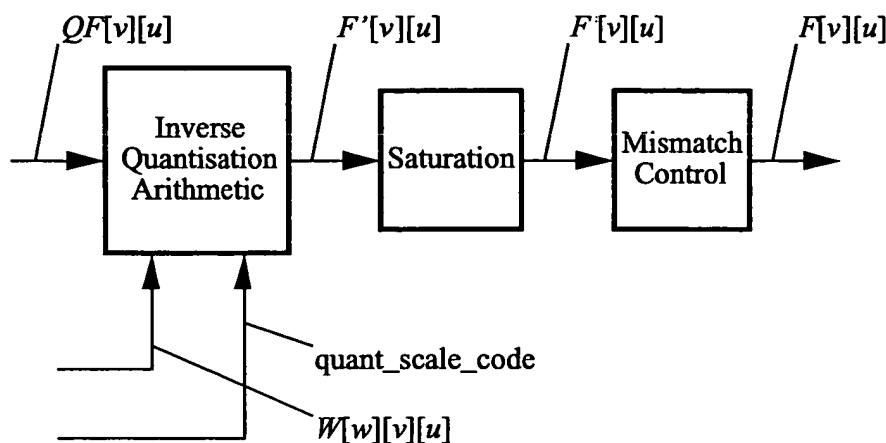 QF[v][u]
F''[v][u]
F'[v][u]
F[v][u]
Inverse
Quantisation
Arithmetic
Saturation
Mismatch
Control
quant_scale_code
W[w][v][u]